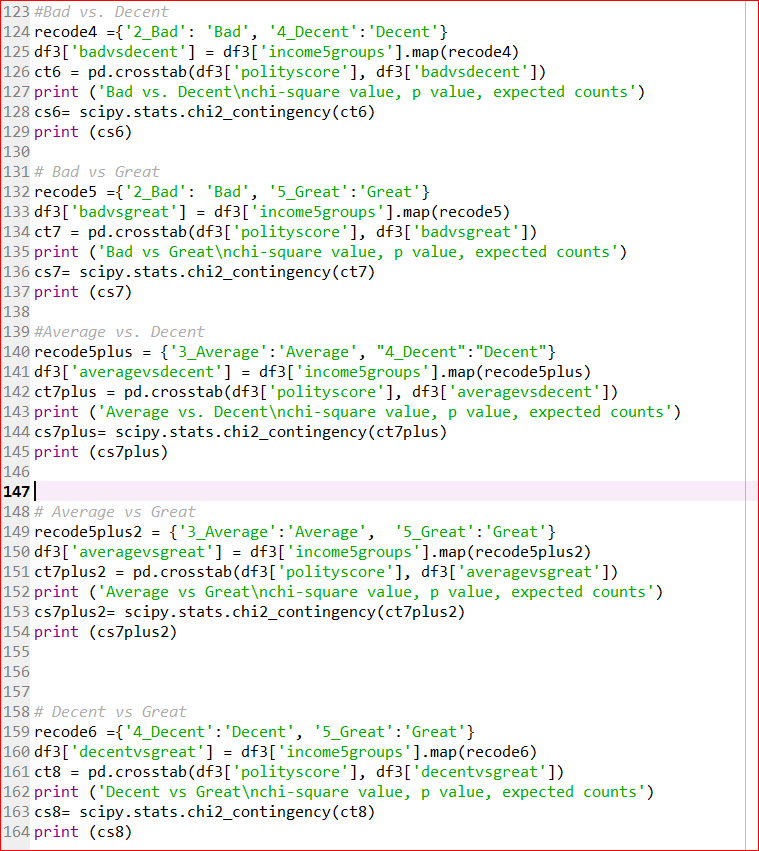 123 #Bad vs. Decent
124 recode4 ={'2_Bad': 'Bad', '4_Decent':'Decent'}
125 df3['badvsdecent'] = df3['income5groups'].map(recode4)
126 ct6 = pd.crosstab(df3['polityscore'], df3['badvsdecent'])
127 print ('Bad vs. Decent\nchi-square value, p value, expected counts')
128 cs6= scipy.stats.chi2_contingency(ct6)
129 print (cs6)
130
131 # Bad vs Great
132 recode5 ={'2_Bad': 'Bad', '5_Great':'Great'}
133 df3['badvsgreat'] = df3['income5groups'].map(recode5)
134 ct7 = pd.crosstab(df3['polityscore'], df3['badvsgreat'])
135 print ('Bad vs Great\nchi-square value, p value, expected counts')
136 cs7= scipy.stats.chi2_contingency(ct7)
137 print (cs7)
138
139 #Average vs. Decent
140 recode5plus = {'3_Average':'Average', "4_Decent":"Decent"}
141 df3['averagevsdecent'] = df3['income5groups'].map(recode5plus)
142 ct7plus = pd.crosstab(df3['polityscore'], df3['averagevsdecent'])
143 print ('Average vs. Decent\nchi-square value, p value, expected counts')
144 cs7plus= scipy.stats.chi2_contingency(ct7plus)
145 print (cs7plus)
146
147
148 # Average vs Great
149 recode5plus2 = {'3_Average':'Average',  '5_Great':'Great'}
150 df3['averagevsgreat'] = df3['income5groups'].map(recode5plus2)
151 ct7plus2 = pd.crosstab(df3['polityscore'], df3['averagevsgreat'])
152 print ('Average vs Great\nchi-square value, p value, expected counts')
153 cs7plus2= scipy.stats.chi2_contingency(ct7plus2)
154 print (cs7plus2)
155
156
157
158 # Decent vs Great
159 recode6 ={'4_Decent':'Decent', '5_Great':'Great'}
160 df3['decentvsgreat'] = df3['income5groups'].map(recode6)
161 ct8 = pd.crosstab(df3['polityscore'], df3['decentvsgreat'])
162 print ('Decent vs Great\nchi-square value, p value, expected counts')
163 cs8= scipy.stats.chi2_contingency(ct8)
164 print (cs8)